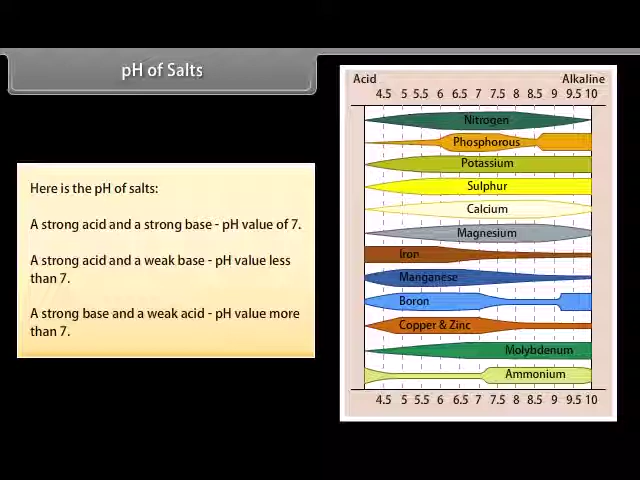 pH of Salts
Here is the pH of salts:
A strong acid and a strong base - pH value of 7.
A strong acid and a weak base - pH value less
than 7.
A strong base and a weak acid - pH value more
than 7.
Acid Alkaline
4.5 5 5.5 6 6.5 7 7.5 8 8.5 9 9.5 10
Nitrogen
Phosphorous
Potassium
Sulphur
Calcium
Magnesium
Iron
Manganese
Boron
Copper & Zinc
Molybdenum
Ammonium
4.5 5 5.5 6 6.5 7 7.5 8 8.5 9 9.5 10